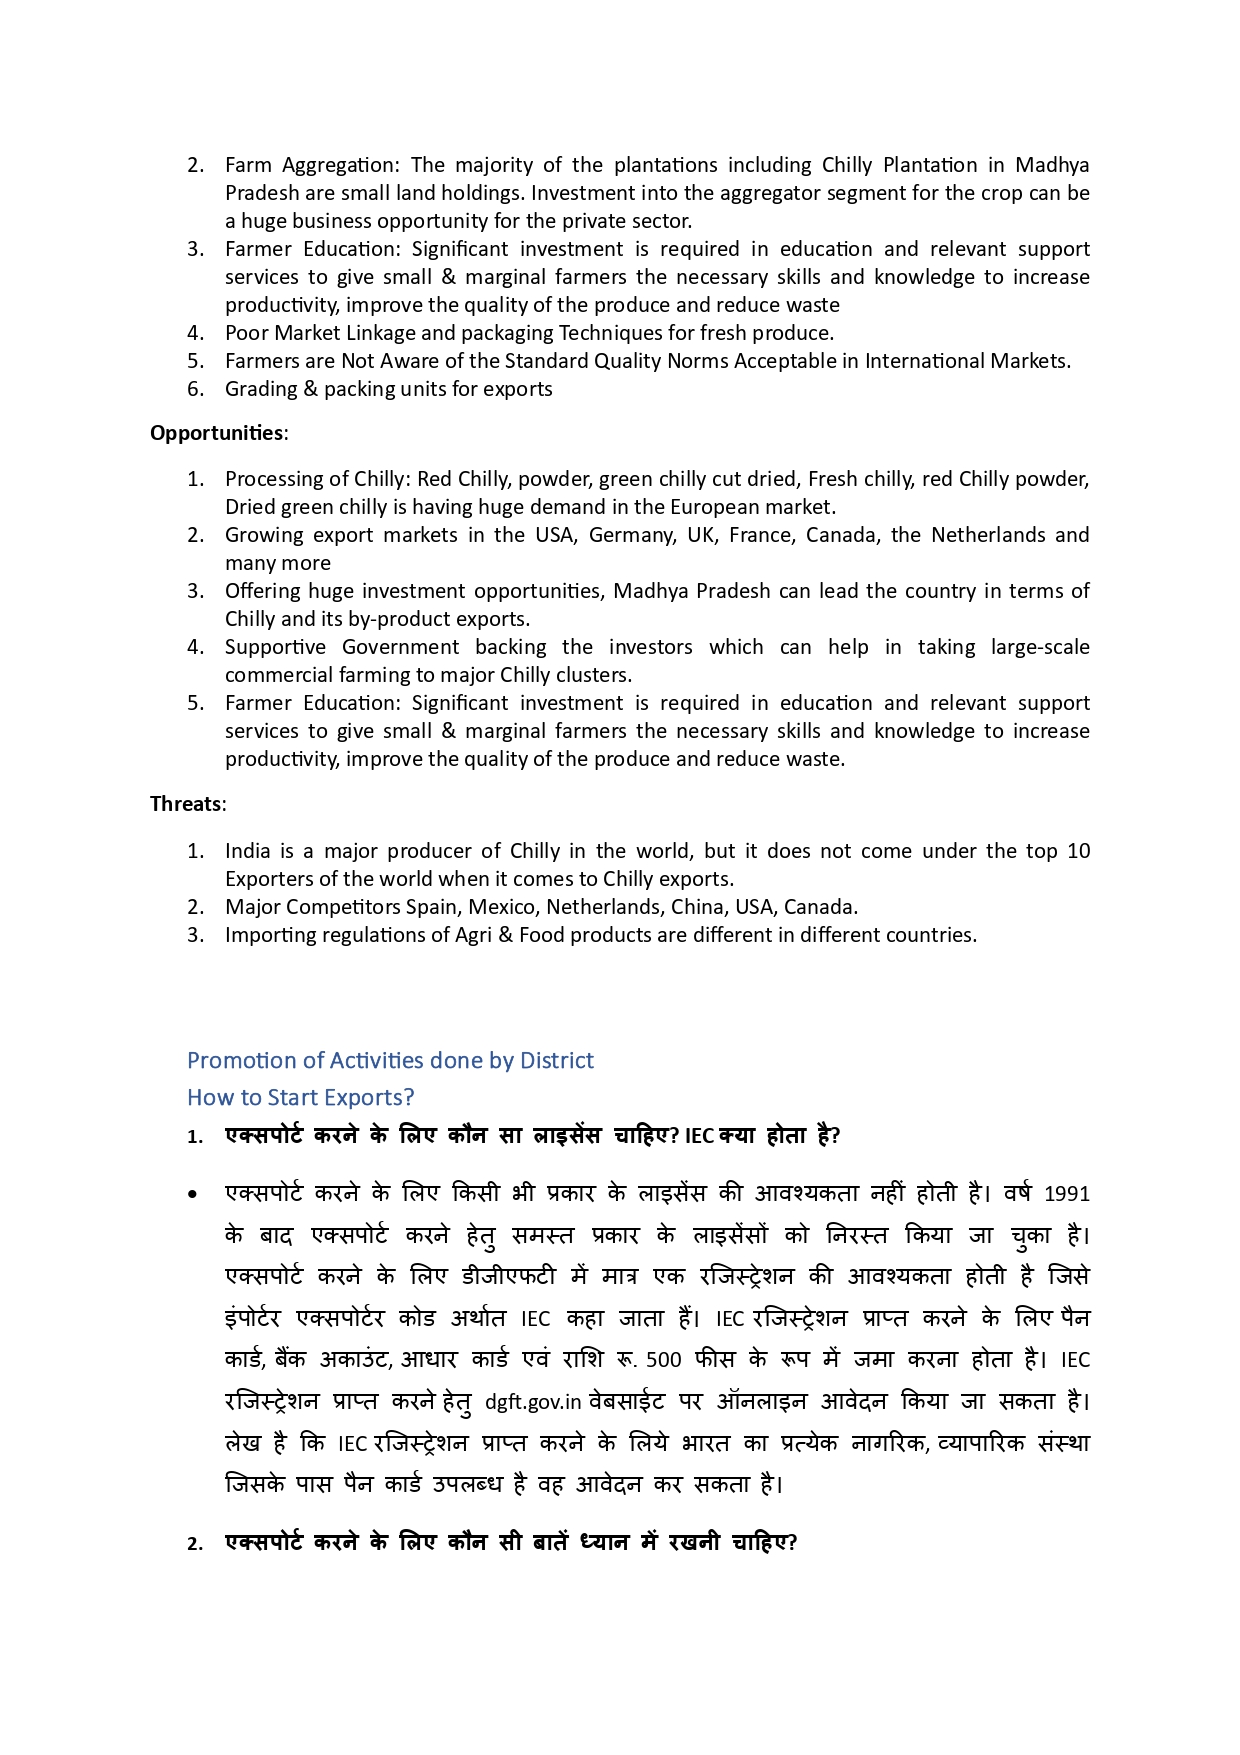 2. Farm Aggregation: The majority of the plantations including Chilly Plantation in Madhya
Pradesh are small land holdings. Investment into the aggregator segment for the crop can be
a huge business opportunity for the private sector.
3. Farmer Education: Significant investment is required in education and relevant support
services to give small & marginal farmers the necessary skills and knowledge to increase
productivity, improve the quality of the produce and reduce waste
4. Poor Market Linkage and packaging Techniques for fresh produce.
5. Farmers are Not Aware of the Standard Quality Norms Acceptable in International Markets.
6. Grading & packing units for exports
Opportunities:
1. Processing of Chilly: Red Chilly, powder, green chilly cut dried, Fresh chilly, red Chilly powder,
Dried green chilly is having huge demand in the European market.
2. Growing export markets in the USA, Germany, UK, France, Canada, the Netherlands and
many more
3. Offering huge investment opportunities, Madhya Pradesh can lead the country in terms of
Chilly and its by-product exports.
4. Supportive Government backing the investors which can help in taking large-scale
commercial farming to major Chilly clusters.
5. Farmer Education: Significant investment is required in education and relevant support
services to give small & marginal farmers the necessary skills and knowledge to increase
productivity, improve the quality of the produce and reduce waste.
Threats:
1. India is a major producer of Chilly in the world, but it does not come under the top 10
Exporters of the world when it comes to Chilly exports.
2. Major Competitors Spain, Mexico, Netherlands, China, USA, Canada.
3. Importing regulations of Agri & Food products are different in different countries.
Promotion of Activities done by District
How to Start Exports?
1. एक्सपोर्ट करने के लिए कौन सा लाइसेंस चाहिए? IEC क्या होता है?
• एक्सपोर्ट करने के लिए किसी भी प्रकार के लाइसेंस की आवश्यकता नहीं होती है। वर्ष 1991
के बाद एक्सपोर्ट करने हेतु समस्त प्रकार के लाइसेंसों को निरस्त किया जा चुका है।
एक्सपोर्ट करने के लिए डीजीएफटी में मात्र एक रजिस्ट्रेशन की आवश्यकता होती है जिसे
इंपोर्टर एक्सपोर्टर कोड अर्थात IEC कहा जाता हैं। IEC रजिस्ट्रेशन प्राप्त करने के लिए पैन
कार्ड, बैंक अकाउंट, आधार कार्ड एवं राशि रू. 500 फीस के रूप में जमा करना होता है। IEC
रजिस्ट्रेशन प्राप्त करने हेतु dgft.gov.in वेबसाईट पर ऑनलाइन आवेदन किया जा सकता है।
लेख है कि IEC रजिस्ट्रेशन प्राप्त करने के लिये भारत का प्रत्येक नागरिक, व्यापारिक संस्था
जिसके पास पैन कार्ड उपलब्ध है वह आवेदन कर सकता है।
2. एक्सपोर्ट करने के लिए कौन सी बातें ध्यान में रखनी चाहिए?